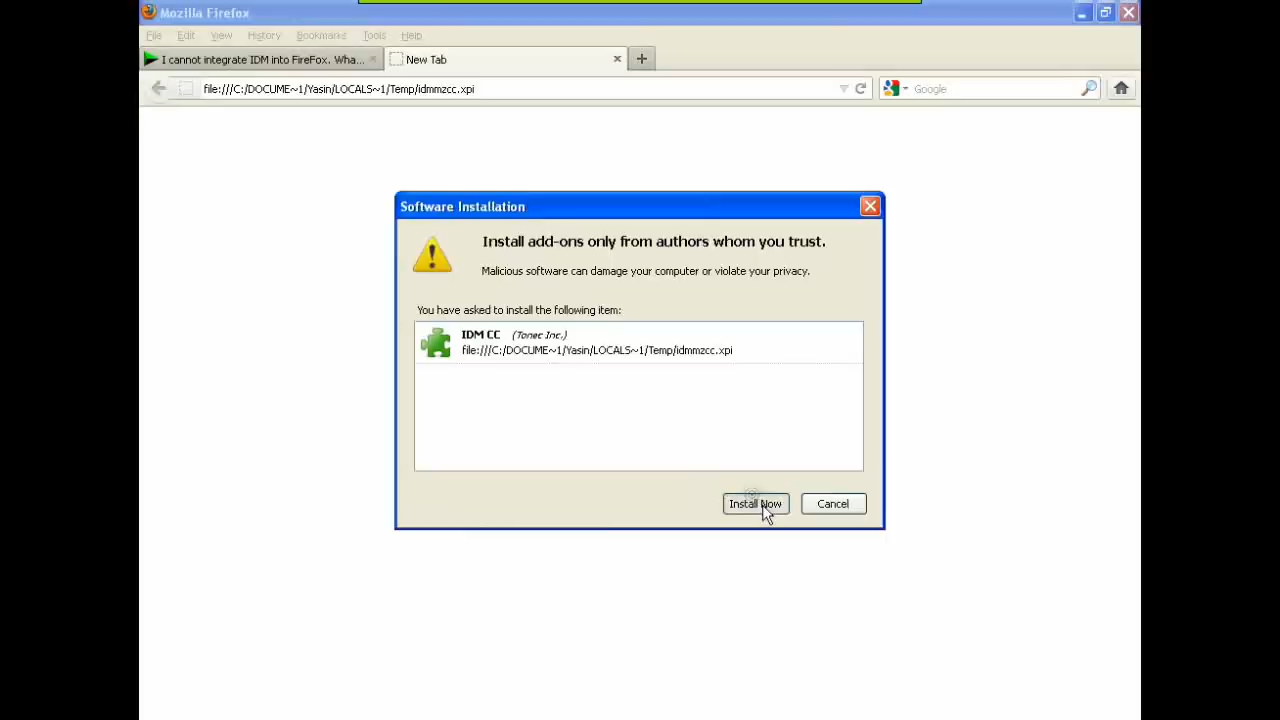 Mozilla Firefox
File Edit View History Bookmarks Tools Help
I cannot integrate IDM into FireFox. Wha... New Tab
file:///C:/DOCUME~1/Yasin/LOCALS~1/Temp/idmmzcc.xpi Google
Software Installation
Install add-ons only from authors whom you trust.
Malicious software can damage your computer or violate your privacy.
You have asked to install the following item:
IDM CC (Tonec Inc.)
file:///C:/DOCUME~1/Yasin/LOCALS~1/Temp/idmmzcc.xpi
Install Now Cancel